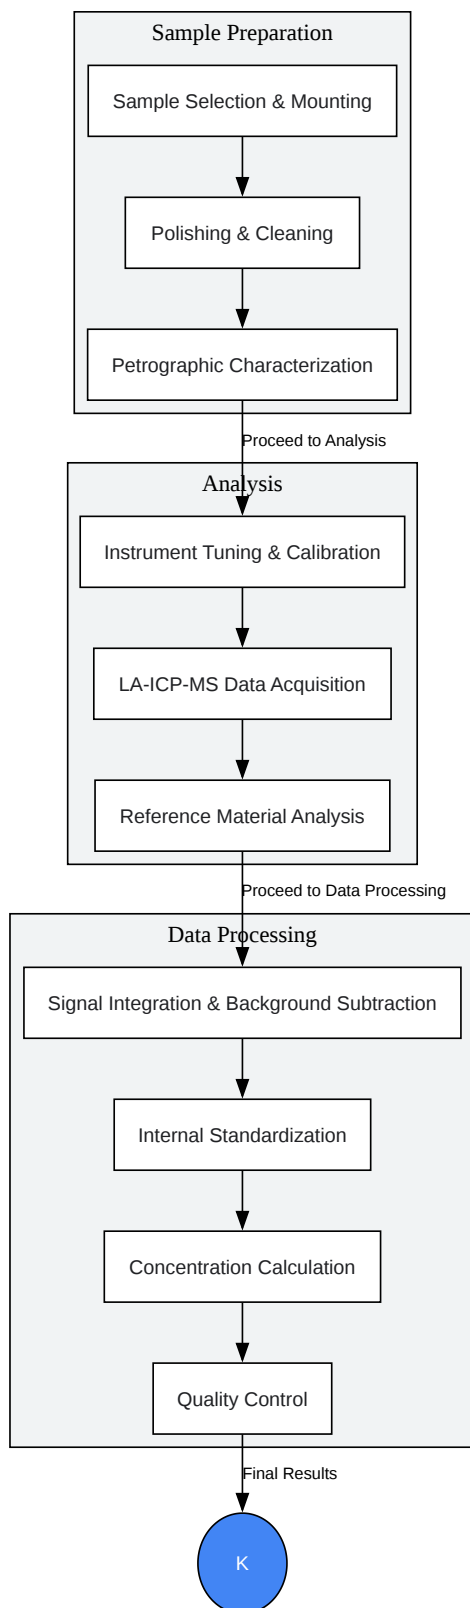 Sample Preparation
Sample Selection & Mounting
Polishing & Cleaning
Petrographic Characterization
Proceed to Analysis
Analysis
Instrument Tuning & Calibration
LA-ICP-MS Data Acquisition
Reference Material Analysis
Proceed to Data Processing
Data Processing
Signal Integration & Background Subtraction
Internal Standardization
Concentration Calculation
Quality Control
Final Results
K